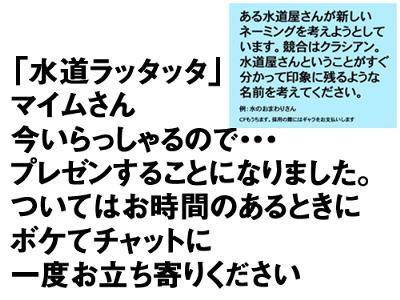 ある水道屋さんが新しい
ネーミングを考えようとして
います。競合はクラシアン。
水道屋さんということがすぐ
分かって印象に残るような
名前を考えてください。
例：水のおまわりさん
CFもうちます。採用の際にはギャラをお支払いします
「水道ラッタッタ」
マイムさん
今いらっしゃるので・・・
プレゼンすることになりました。
ついてはお時間のあるときに
ボケてチャットに
一度お立ち寄りください